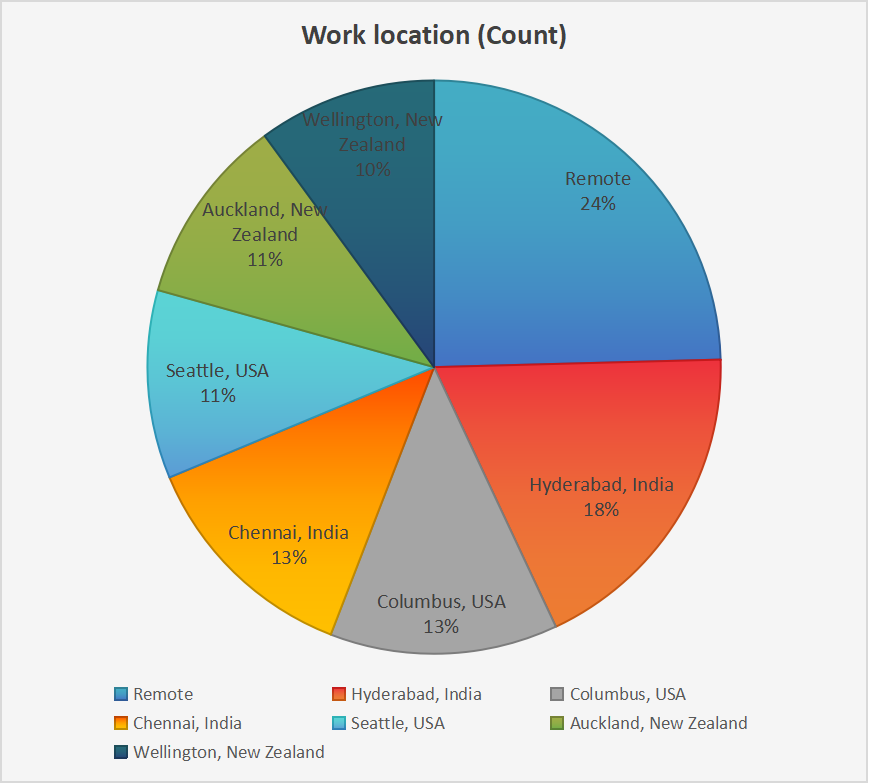 Work location (Count)
Wellington, New
Zealand
10%
Remote
24%
Auckland, New
Zealand
11%
Seattle, USA
11%
Hyderabad, India
18%
Chennai, India
13%
Columbus, USA
13%
Remote
Hyderabad, India
Columbus, USA
Chennai, India
Seattle, USA
Auckland, New Zealand
Wellington, New Zealand